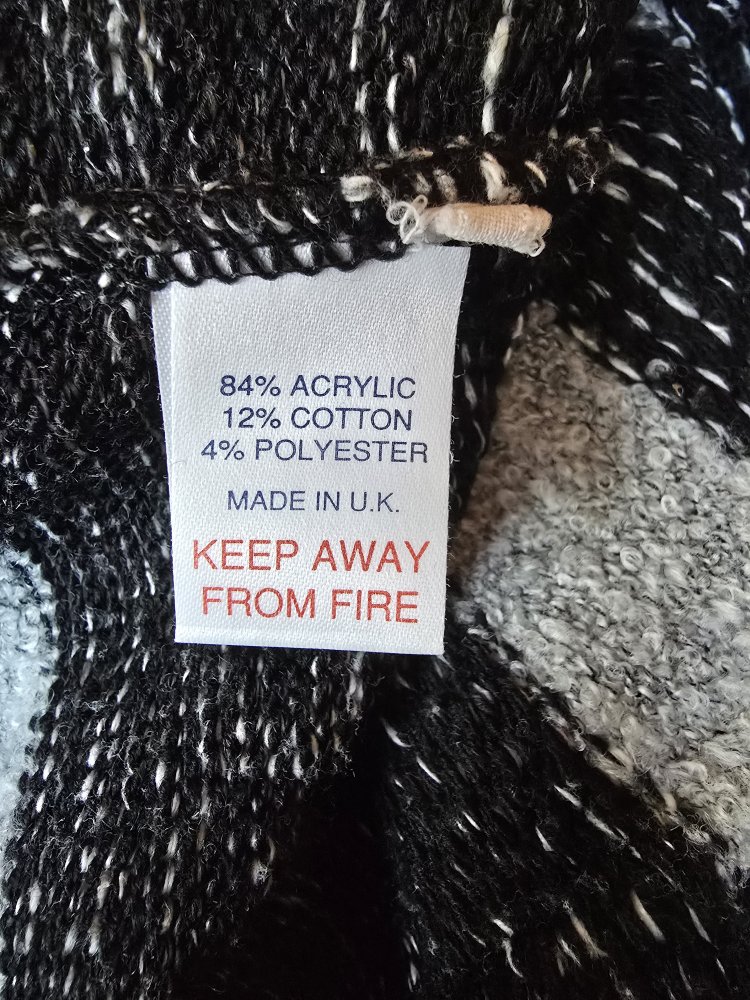 84% ACRYLIC
12% COTTON
4% POLYESTER
MADE IN U.K.
KEEP AWAY
FROM FIRE